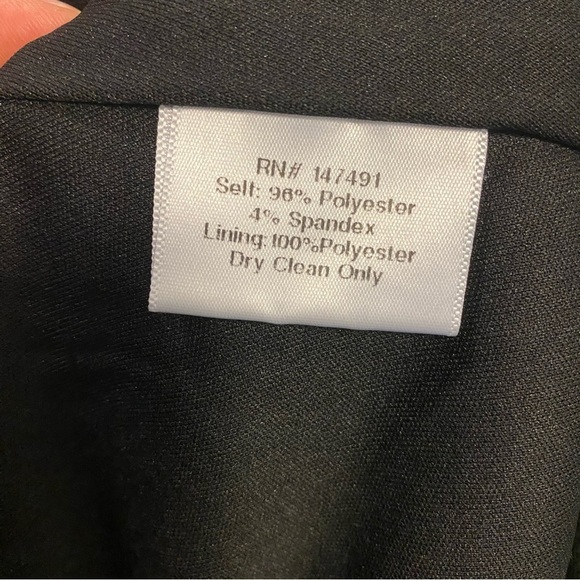 RN# 147491
Self: 96% Polyester
4% Spandex
Lining:100%Polyester
Dry Clean Only